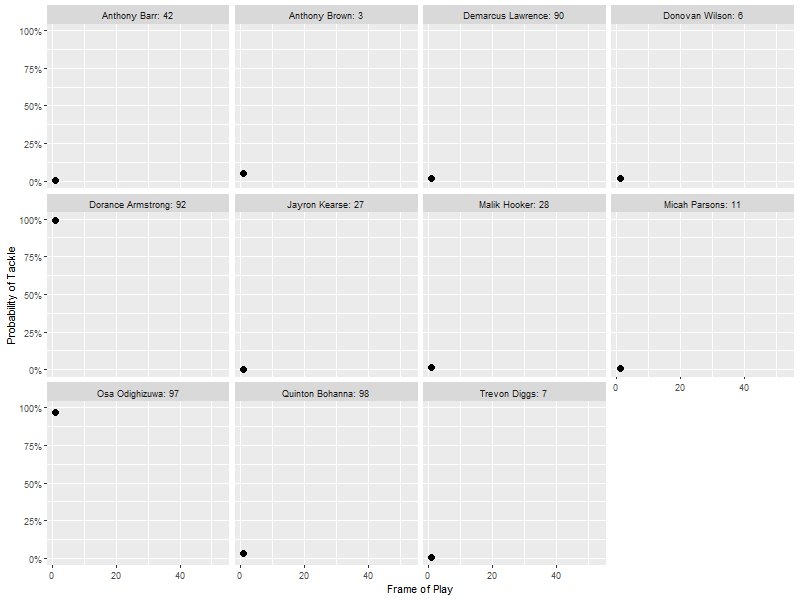 Anthony Barr: 42
Anthony Brown: 3
Demarcus Lawrence: 90
Donovan Wilson: 6
100%
75%
50%
25%
0%
Dorance Armstrong: 92
Jayron Kearse: 27
Malik Hooker: 28
Micah Parsons: 11
100%
75%
50%
25%
0%
0 20 40
Osa Odighizuwa: 97
Quinton Bohanna: 98
Trevon Diggs: 7
100%
75%
50%
25%
0%
0 20 40
0 20 40
0 20 40
Probability of Tackle
Frame of Play